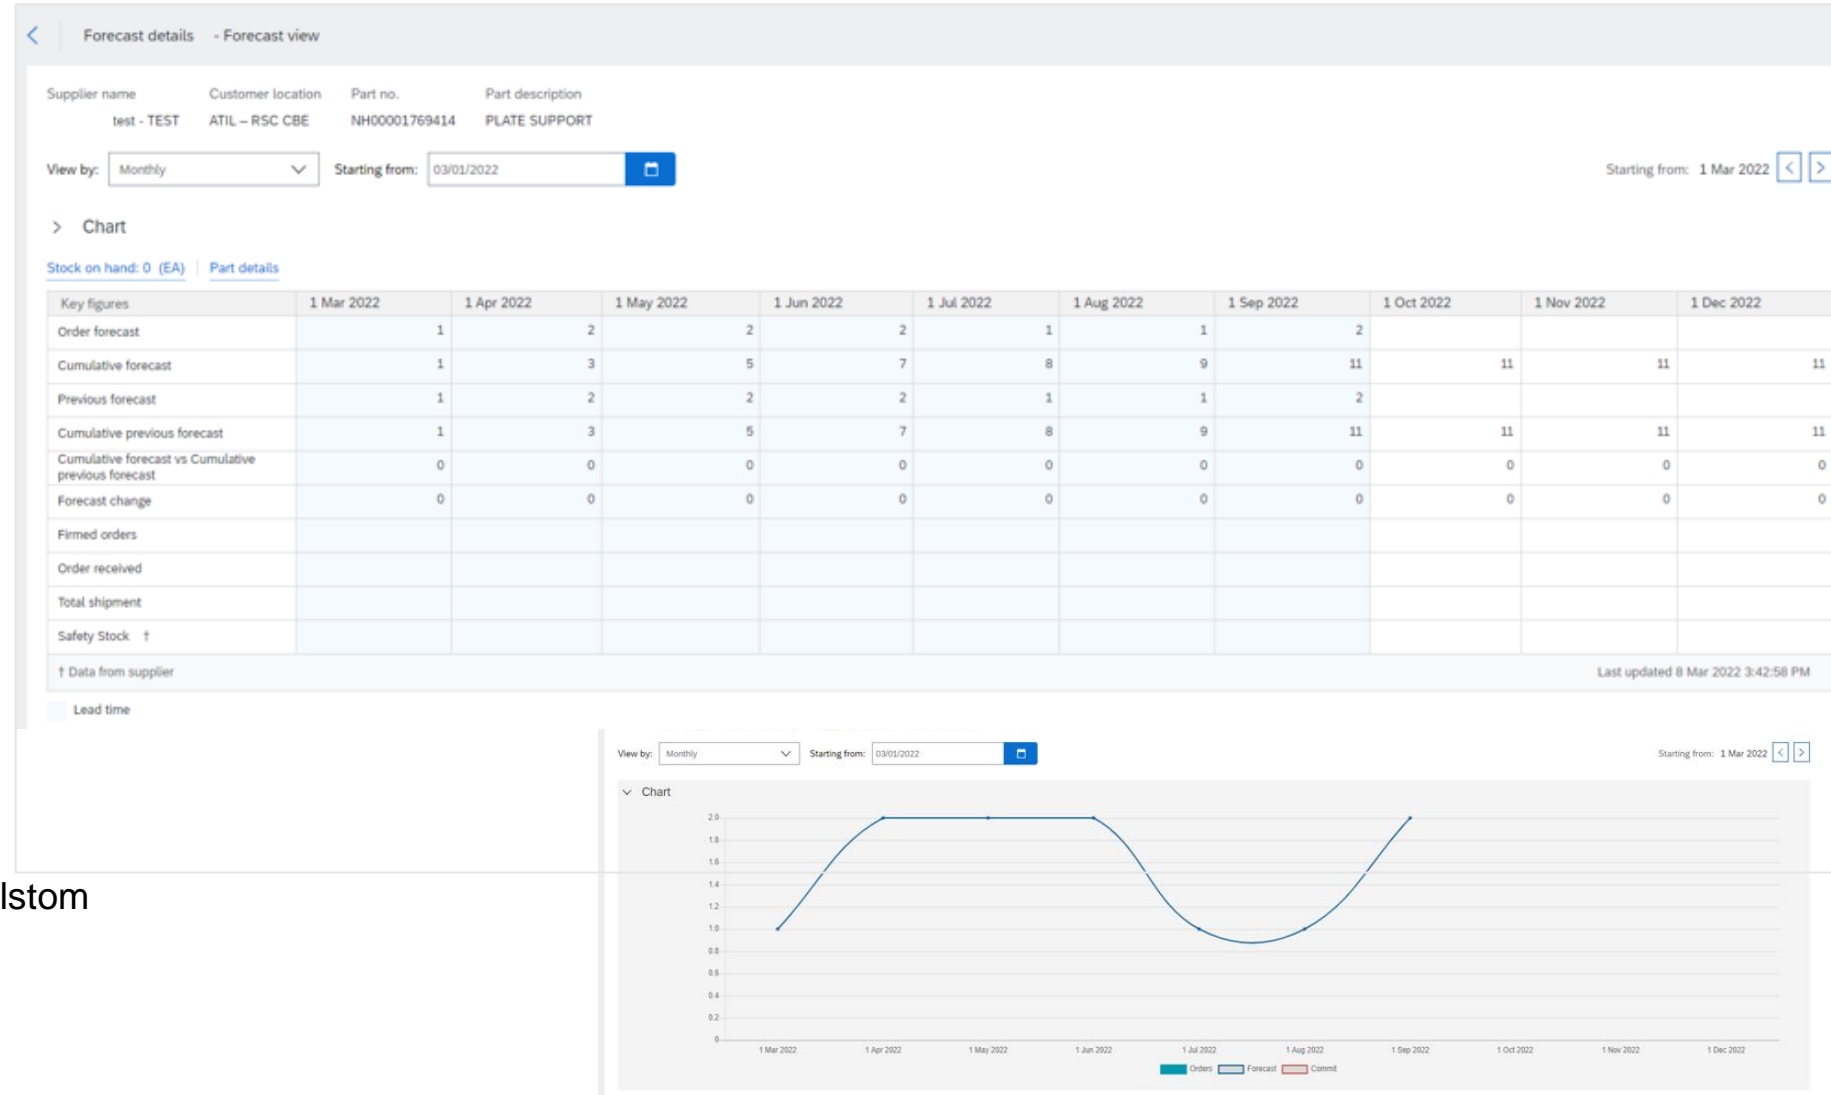 Forecast details - Forecast view
Supplier name Customer location Part no. Part description
test - TEST ATIL – RSC CBE NH00001769414 PLATE SUPPORT
View by: Monthly Starting from: 03/01/2022 Starting from: 1 Mar 2022
Chart
Stock on hand: 0 (EA) Part details
Key figures 1 Mar 2022 1 Apr 2022 1 May 2022 1 Jun 2022 1 Jul 2022 1 Aug 2022 1 Sep 2022 1 Oct 2022 1 Nov 2022 1 Dec 2022
Order forecast 1 2 2 2 1 1 2
Cumulative forecast 1 3 5 7 8 9 11 11 11 11
Previous forecast 1 2 2 2 1 1 2
Cumulative previous forecast 1 3 5 7 8 9 11 11 11 11
Cumulative forecast vs Cumulative
previous forecast 0 0 0 0 0 0 0 0 0 0
Forecast change 0 0 0 0 0 0 0 0 0 0
Firmed orders
Order received
Total shipment
Safety Stock †
† Data from supplier Last updated 8 Mar 2022 3:42:58 PM
Lead time
View by: Monthly Starting from: 03/01/2022 Starting from: 1 Mar 2022
Chart
2.0
1.8
1.6
1.4
1.2
1.0
0.8
0.6
0.4
0.2
0
1 Mar 2022 1 Apr 2022 1 May 2022 1 Jun 2022 1 Jul 2022 1 Aug 2022 1 Sep 2022 1 Oct 2022 1 Nov 2022 1 Dec 2022
Orders Forecast Commit
lstom